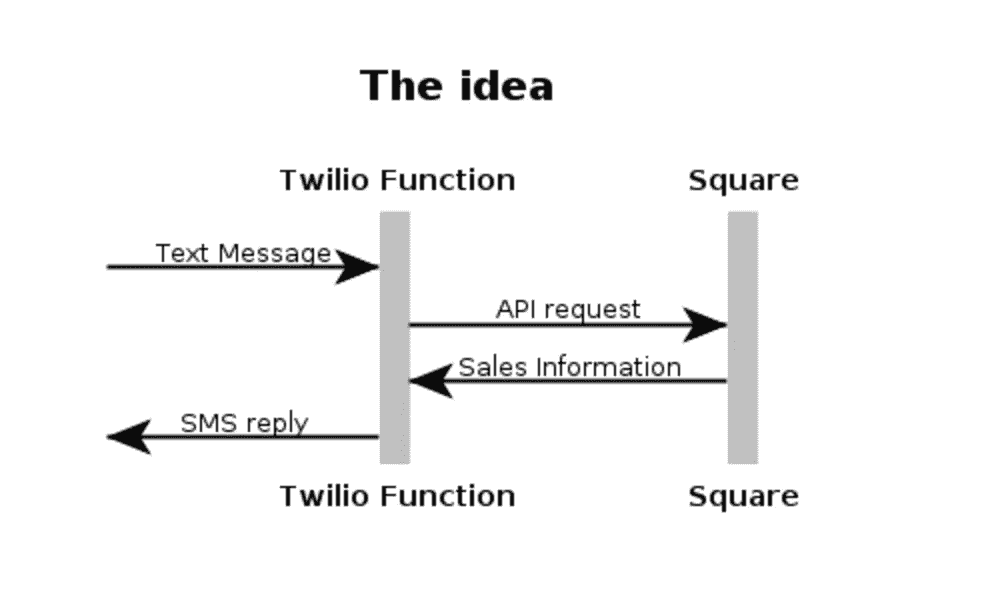 The idea
Twilio Function Square
Text Message
API request
Sales Information
SMS reply
Twilio Function Square